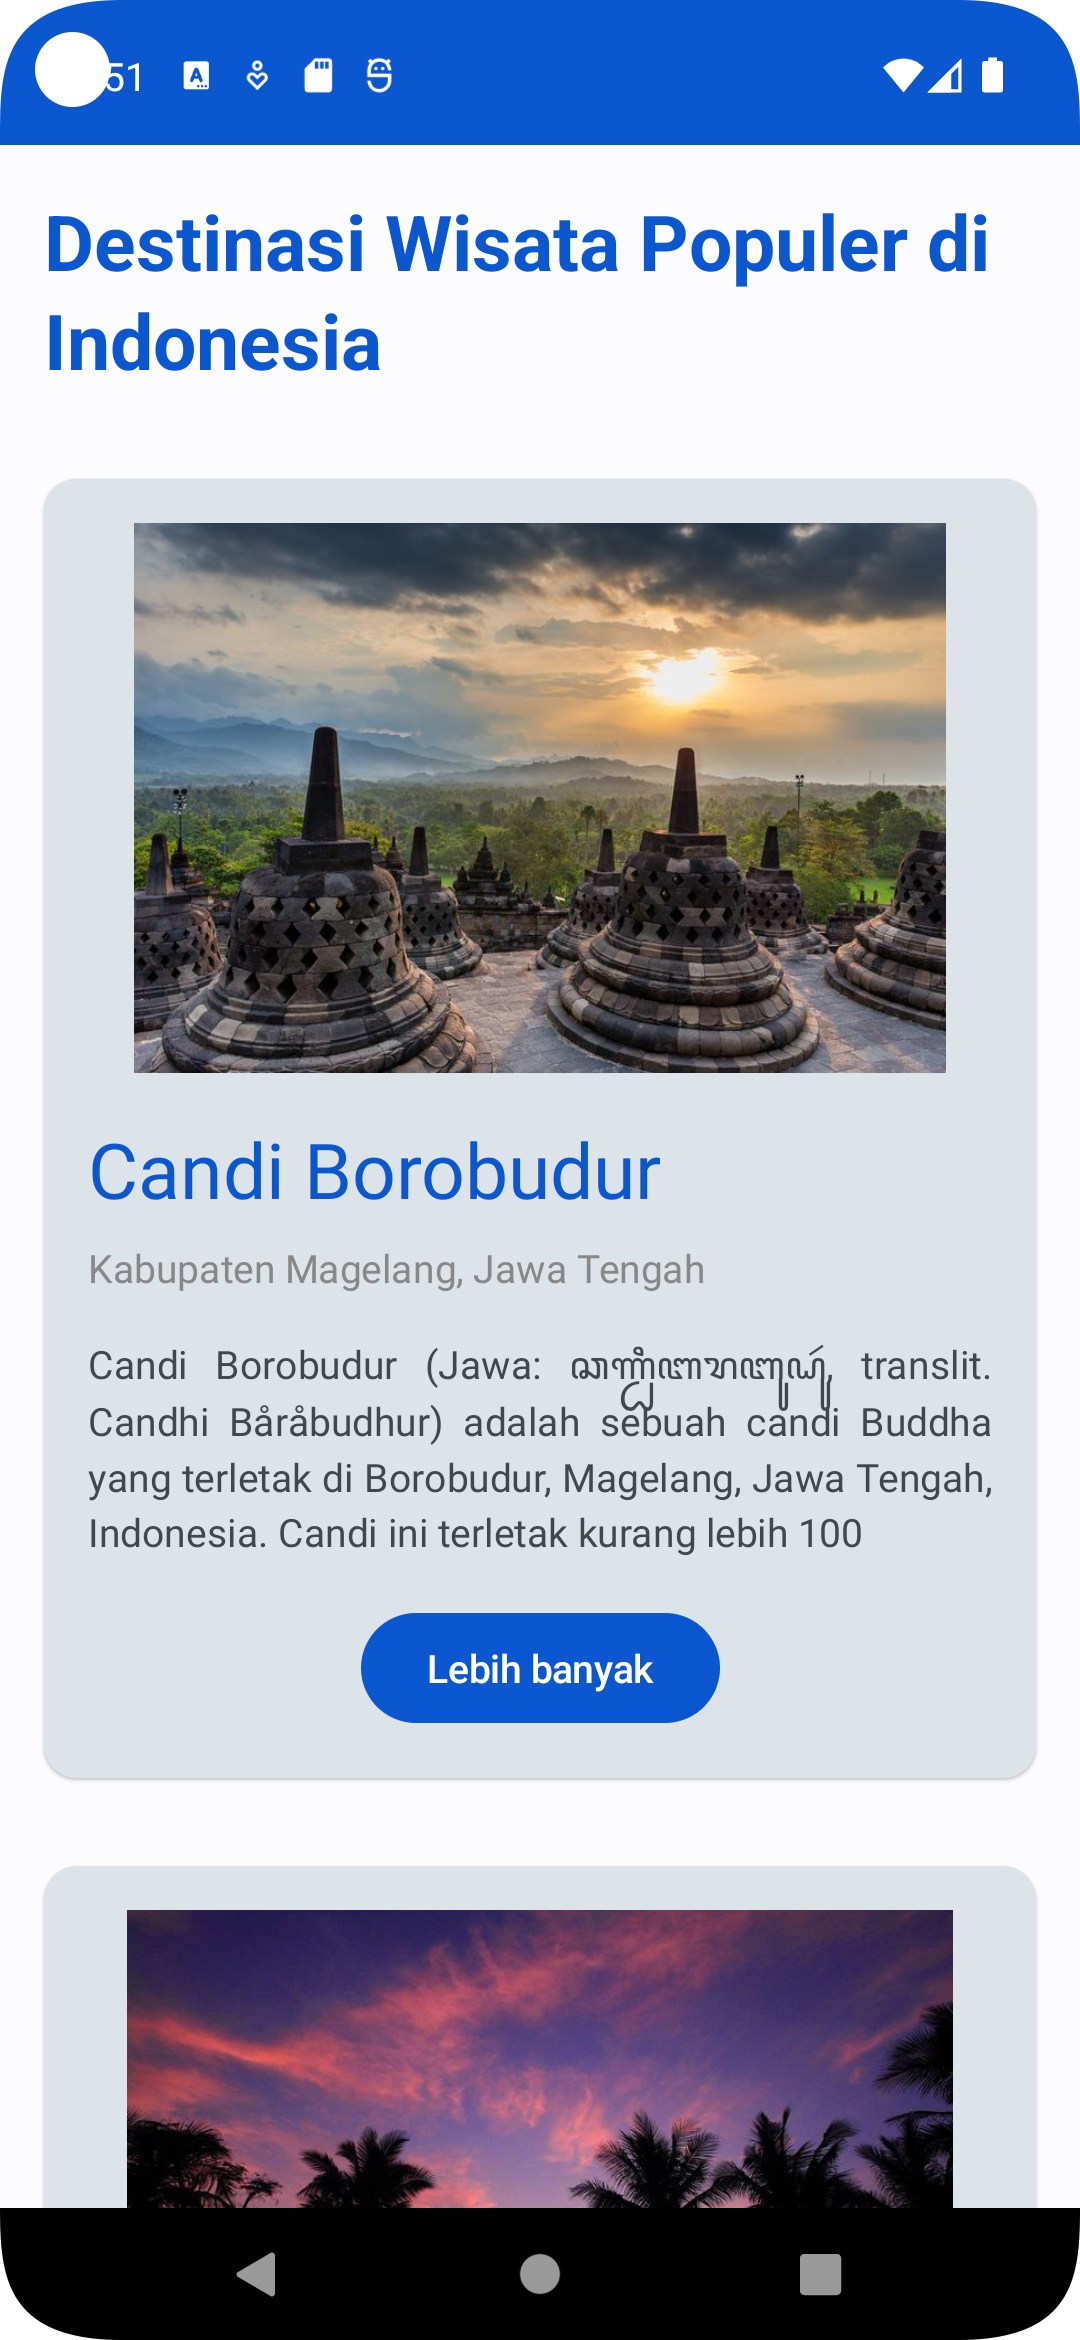 51
Destinasi Wisata Populer di
Indonesia
Candi Borobudur
Kabupaten Magelang, Jawa Tengah
Candi Borobudur (Jawa: translit.
Candhi Båråbudhur) adalah sebuah candi Buddha
yang terletak di Borobudur, Magelang, Jawa Tengah,
Indonesia. Candi ini terletak kurang lebih 100
Lebih banyak